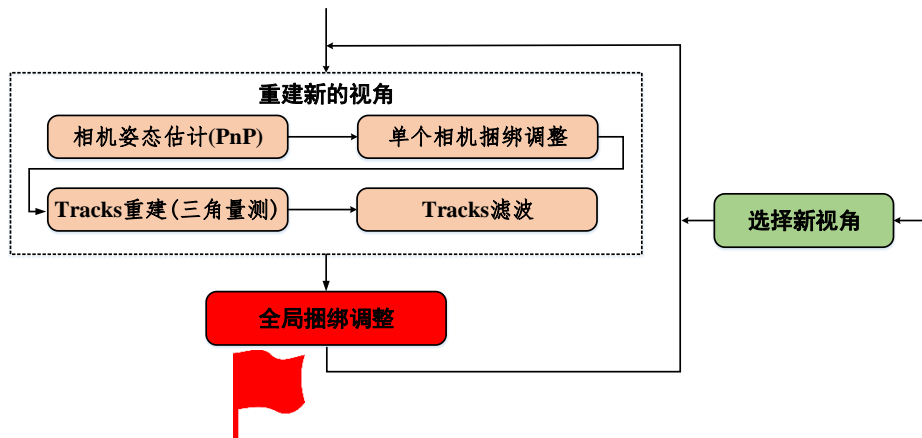 重建新的视角
相机姿态估计(PnP)
单个相机捆绑调整
Tracks重建(三角量测)
Tracks滤波
选择新视角
全局捆绑调整